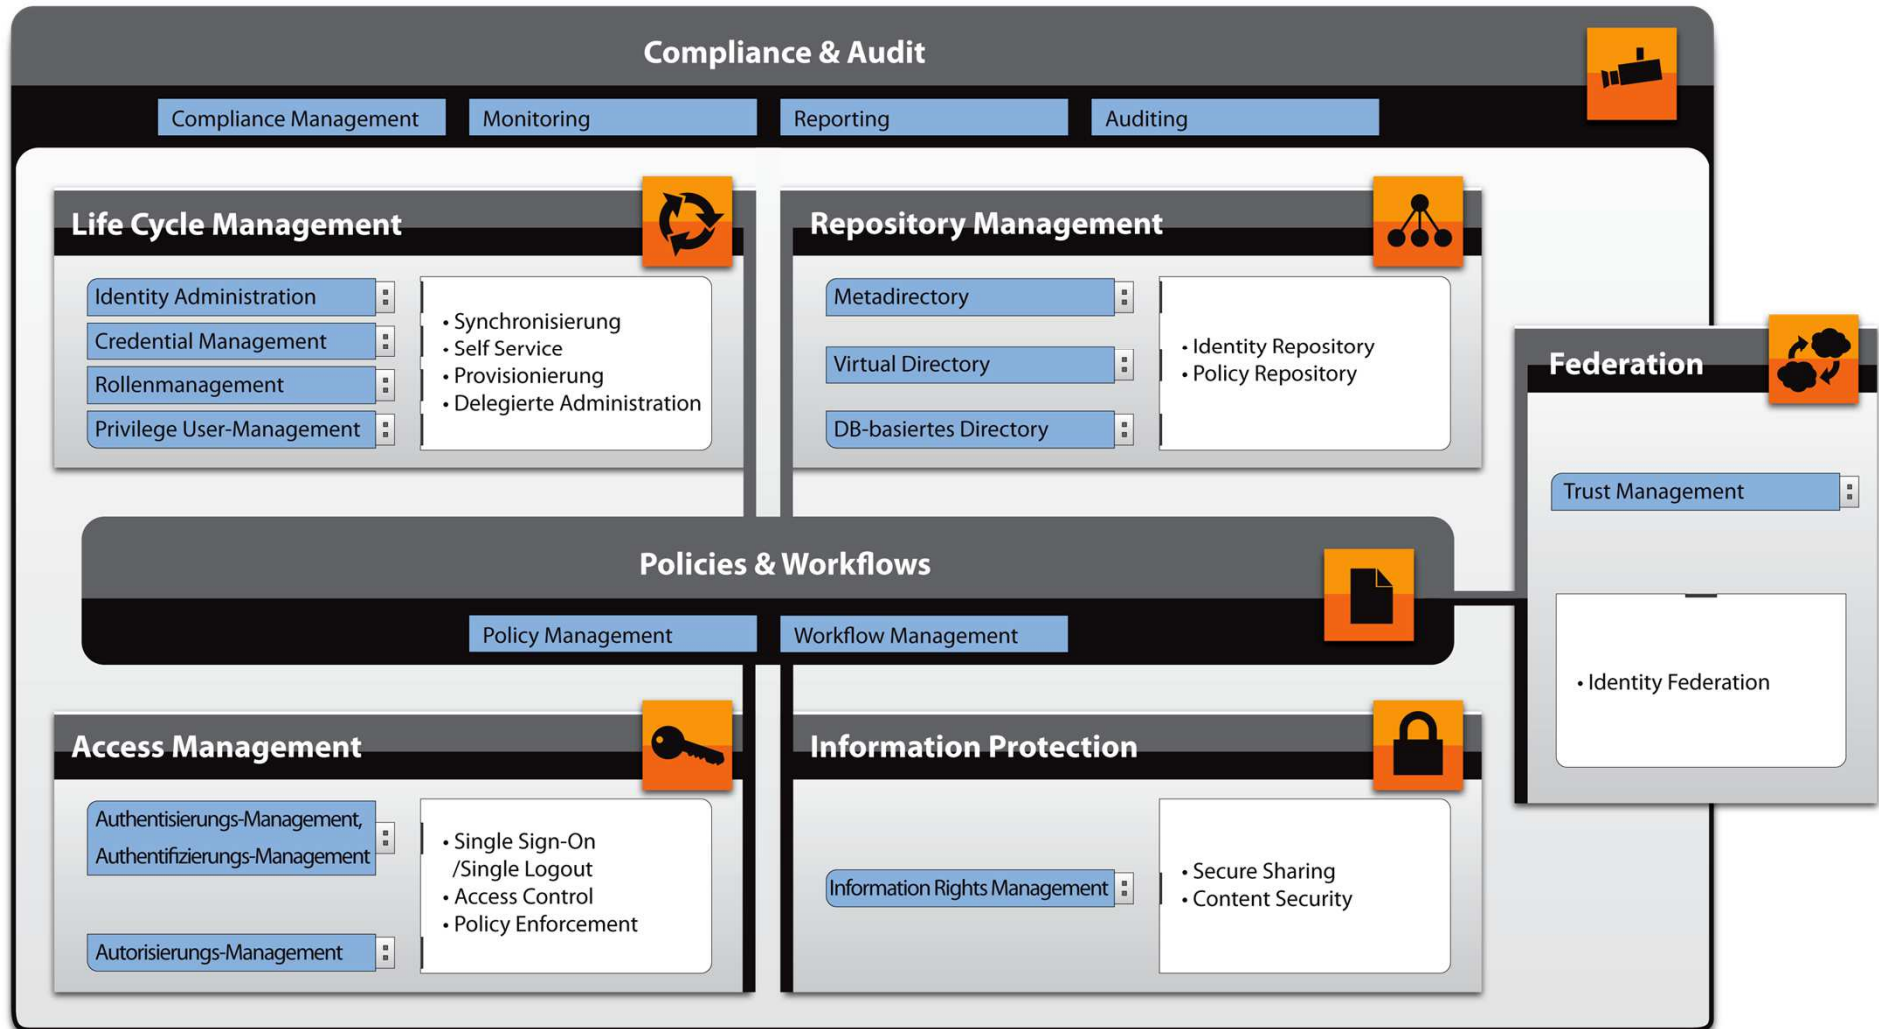 Compliance & Audit
Compliance Management
Monitoring
Reporting
Auditing
Life Cycle Management
Identity Administration
Credential Management
Rollenmanagement
Privilege User-Management
• Synchronisierung
• Self Service
• Provisionierung
• Delegierte Administration
Repository Management
Metadirectory
Virtual Directory
DB-basiertes Directory
• Identity Repository
• Policy Repository
Federation
Trust Management
• Identity Federation
Policies & Workflows
Policy Management
Workflow Management
Access Management
Authentisierungs-Management,
Authentifizierungs-Management
Autorisierungs-Management
• Single Sign-On
/Single Logout
• Access Control
• Policy Enforcement
Information Protection
Information Rights Management
• Secure Sharing
• Content Security